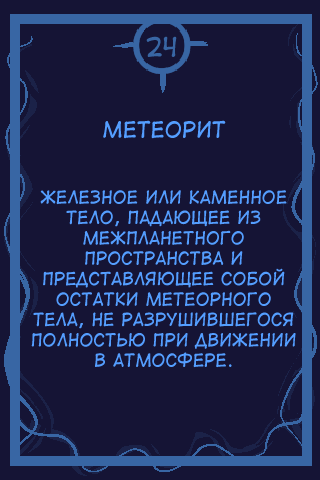 24
МЕТЕОРИТ
ЖЕЛЕЗНОЕ ИЛИ КАМЕННОЕ
ТЕЛО, ПАДАЮЩЕЕ ИЗ
МЕЖПЛАНЕТНОГО
ПРОСТРАНСТВА И
ПРЕДСТАВЛЯЮЩЕЕ СОБОЙ
ОСТАТКИ МЕТЕОРНОГО
ТЕЛА, НЕ РАЗРУШИВШЕГОСЯ
ПОЛНОСТЬЮ ПРИ ДВИЖЕНИИ
В АТМОСФЕРЕ.